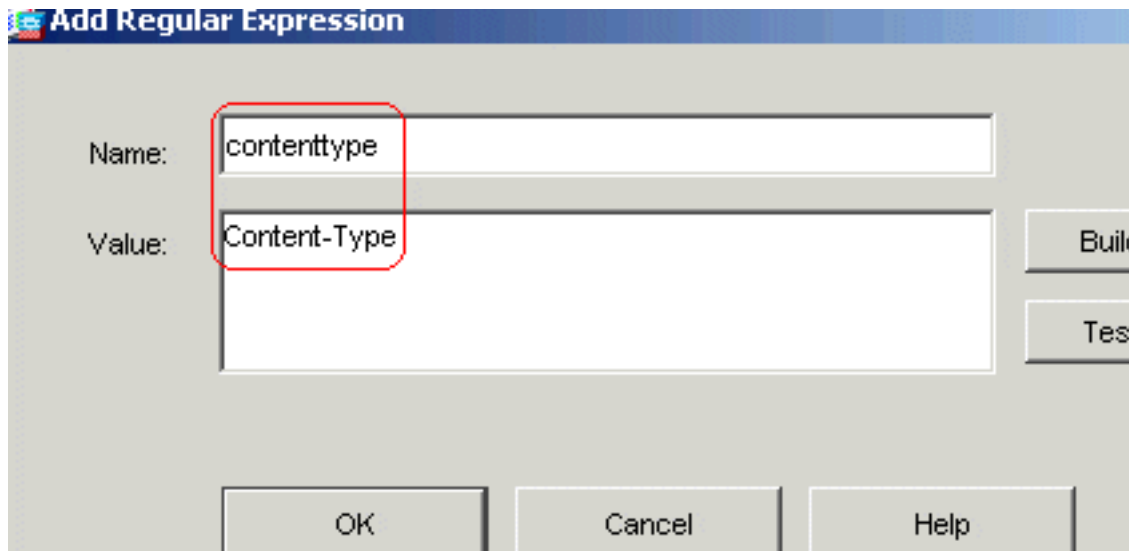 Add Regular Expression
Name:
contenttype
Value:
Content-Type
OK
Cancel
Help